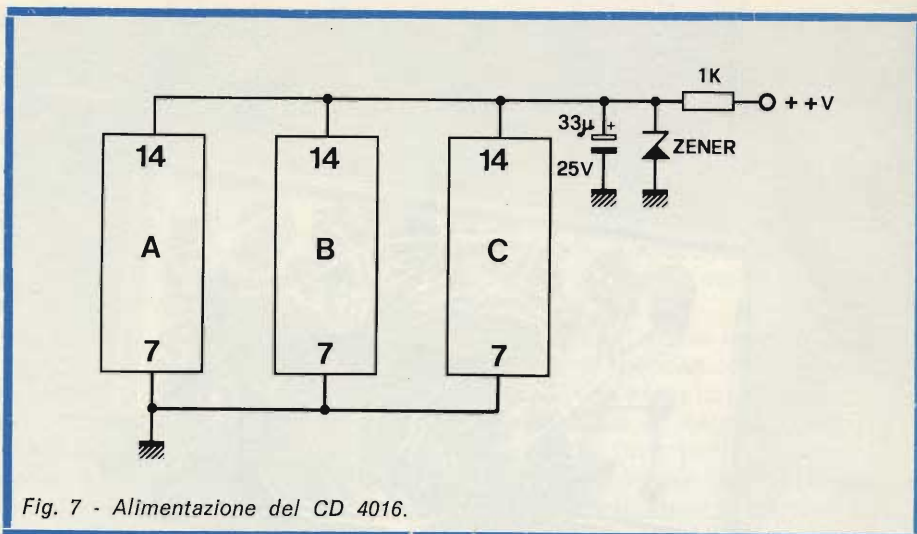 1K
+ +V
33µ
+
25V
ZENER
14
14
14
A
B
C
7
7
7
Fig. 7 - Alimentazione del CD 4016.